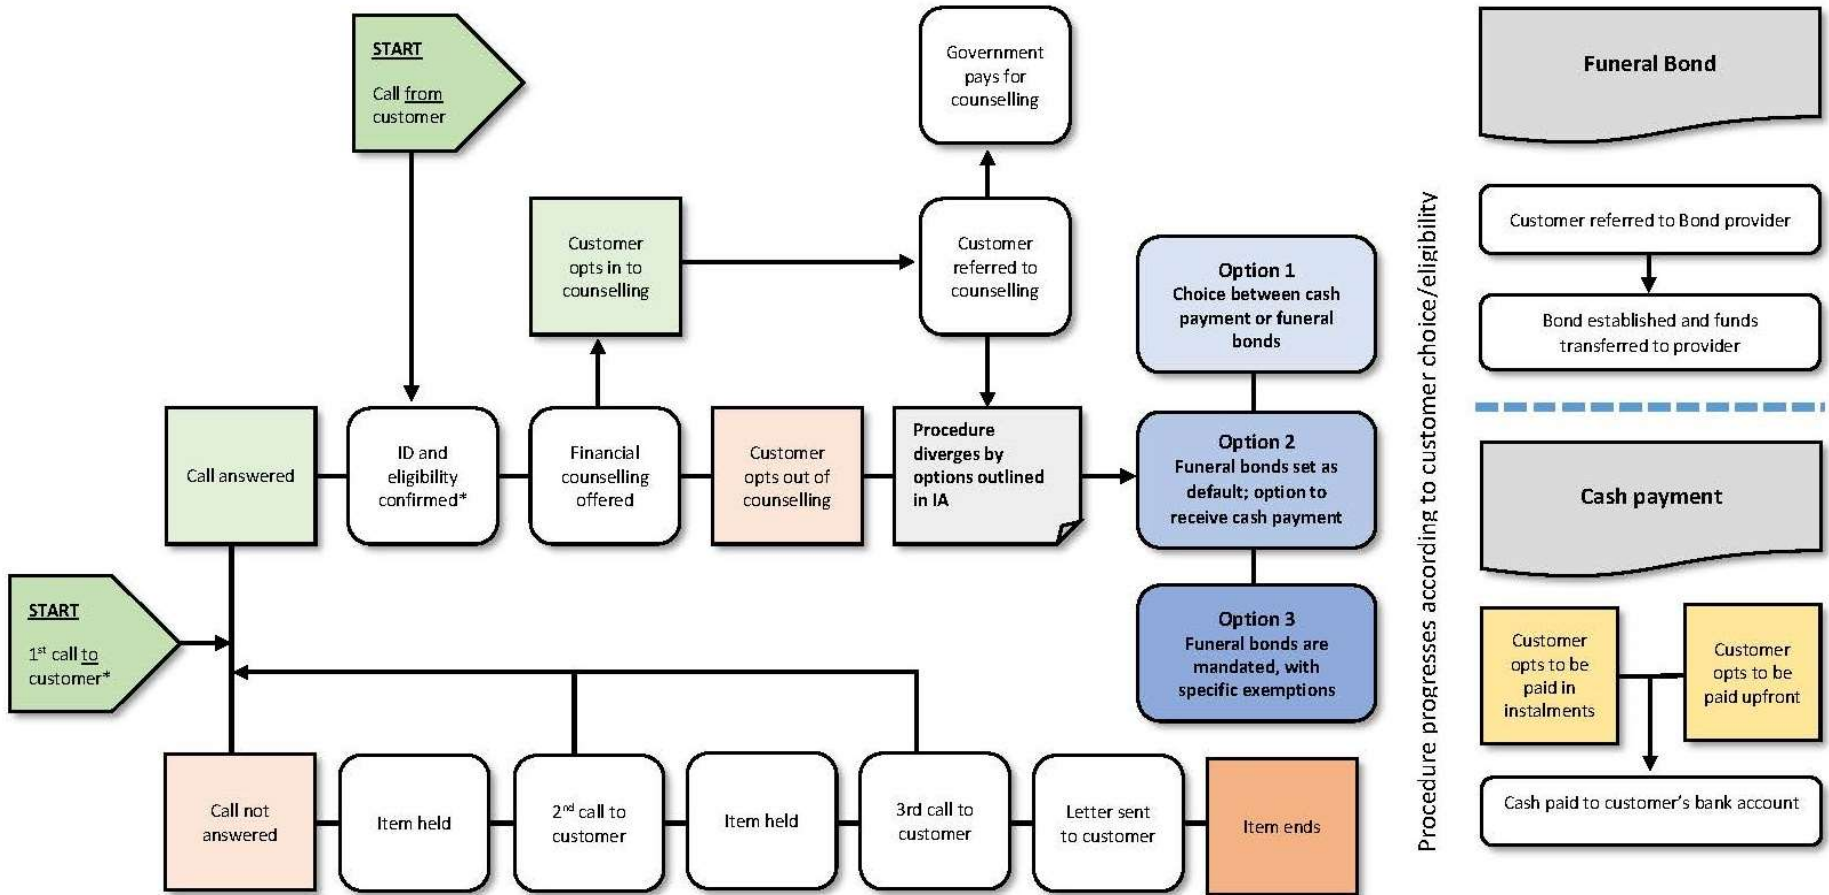 START
Call from
customer
Government
pays for
counselling
Funeral Bond
Customer
opts in to
counselling
Customer
referred to
counselling
Option 1
Choice between cash
payment or funeral
bonds
Customer referred to Bond provider
Bond established and funds
transferred to provider
Call answered
ID and
eligibility
confirmed*
Financial
counselling
offered
Customer
opts out of
counselling
Procedure
diverges by
options outlined
in IA
Option 2
Funeral bonds set as
default; option to
receive cash payment
Procedure progresses according to customer choice/eligibility
Cash payment
START
1st call to
customer*
Option 3
Funeral bonds are
mandated, with
specific exemptions
Customer
opts to be
paid in
instalments
Customer
opts to be
paid upfront
Call not
answered
Item held
2nd call to
customer
Item held
3rd call to
customer
Letter sent
to customer
Item ends
Cash paid to customer's bank account